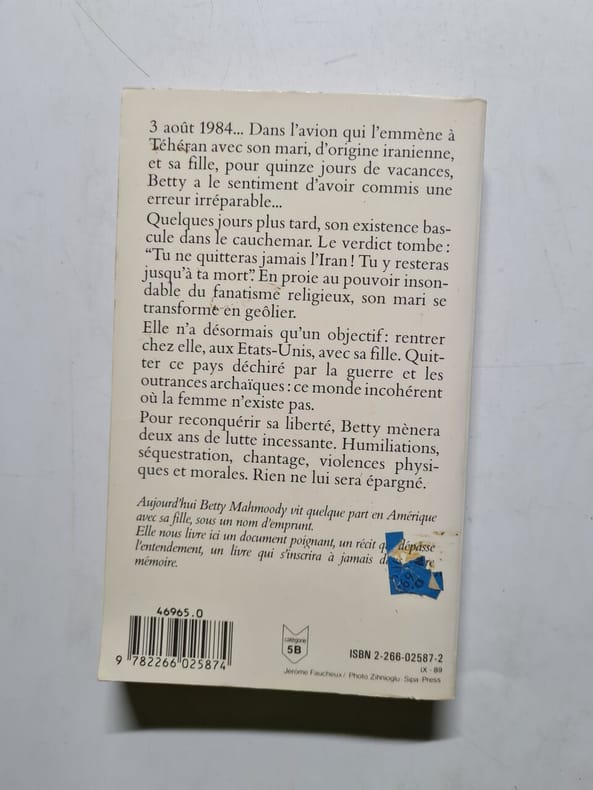 3 août 1984... Dans l'avion qui l'emmène à
Téhéran avec son mari, d'origine iranienne,
et sa fille, pour quinze jours de vacances,
Betty a le sentiment d'avoir commis une
erreur irréparable...
Quelques jours plus tard, son existence bas-
cule dans le cauchemar. Le verdict tombe :
“Tu ne quitteras jamais l'Iran ! Tu y resteras
jusqu'à ta mort”. En proie au pouvoir inson-
dable du fanatisme religieux, son mari se
transforme en geôlier.
Elle n'a désormais qu'un objectif : rentrer
chez elle, aux Etats-Unis, avec sa fille. Quit-
ter ce pays déchiré par la guerre et les
outrances archaïques : ce monde incohérent
où la femme n'existe pas.
Pour reconquérir sa liberté, Betty mènera
deux ans de lutte incessante. Humiliations,
séquestration, chantage, violences physi-
ques et morales. Rien ne lui sera épargné.
Aujourd'hui Betty Mahmoody vit quelque part en Amérique
avec sa fille, sous un nom d'emprunt.
Elle nous livre ici un document poignant, un récit dépasse
l'entendement, un livre qui s'inscrira à jamais
mémoire.
46965.0
9 782266 025874
catégorie
5B
ISBN 2-266-02587-2
IX - 89
Jérôme Faucheux / Photo Zihnioglu Sipa Press